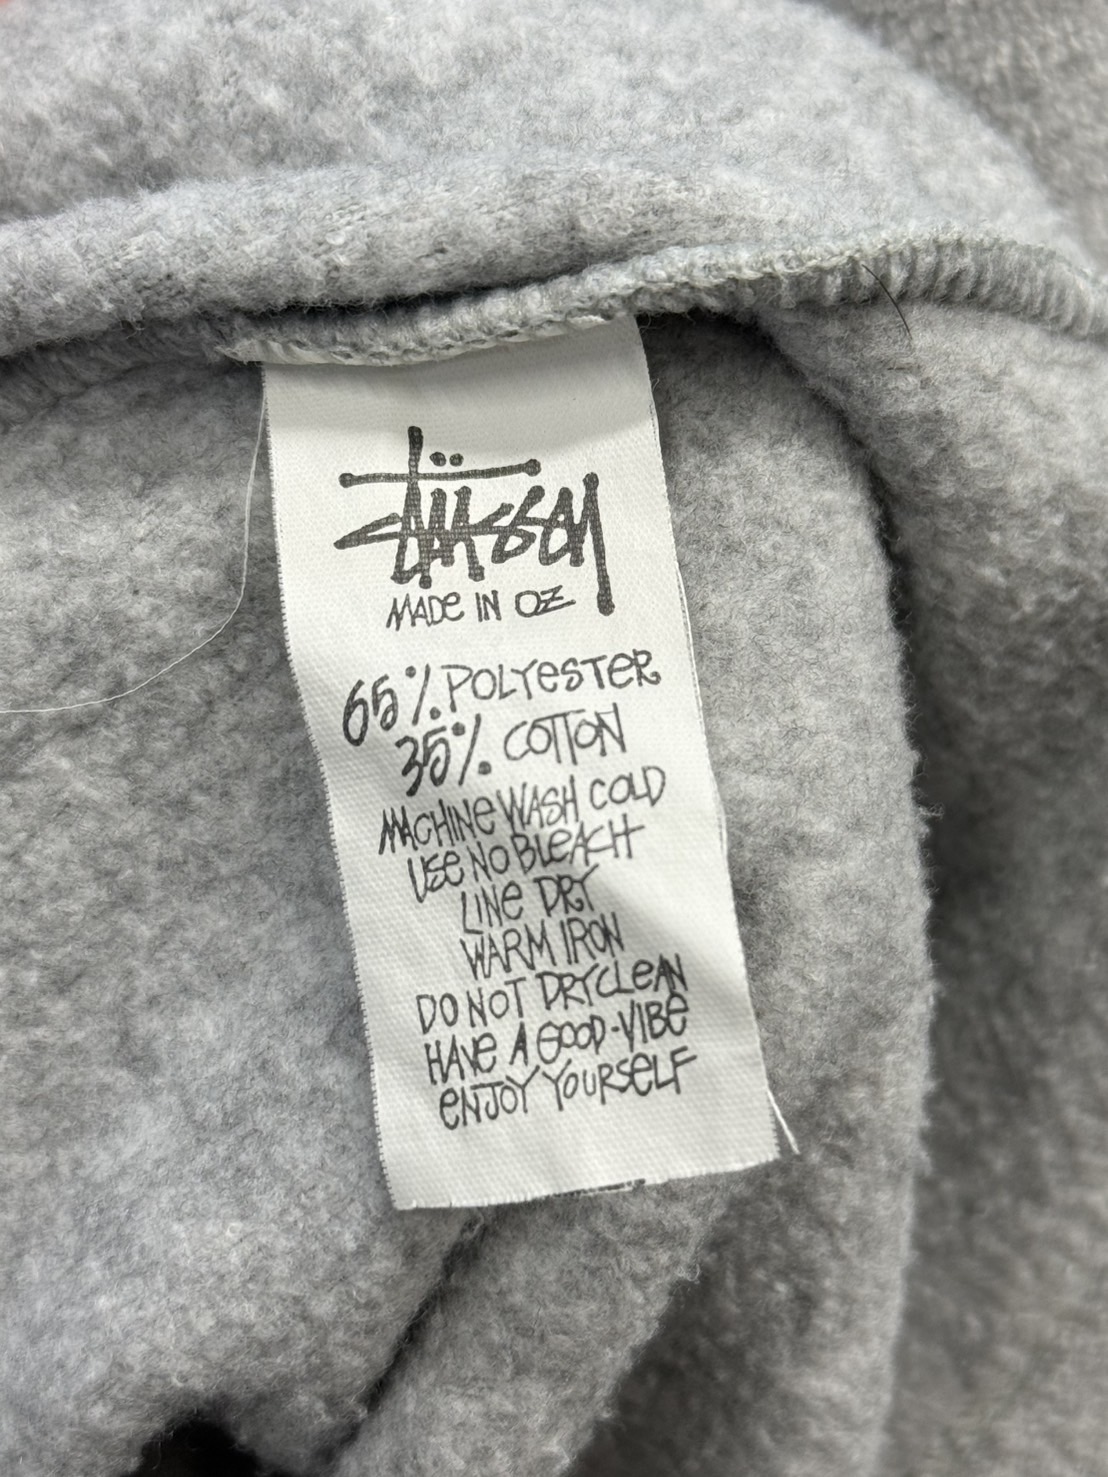 Stüssy
MADE IN OZ
65% POLYESTER
35% COTTON
MACHINE WASH COLD
USE NO BLEACH
LINE DRY
WARM IRON
DO NOT DRYCLEAN
HAVE A GOOD-VIBE
ENJOY YOURSELF